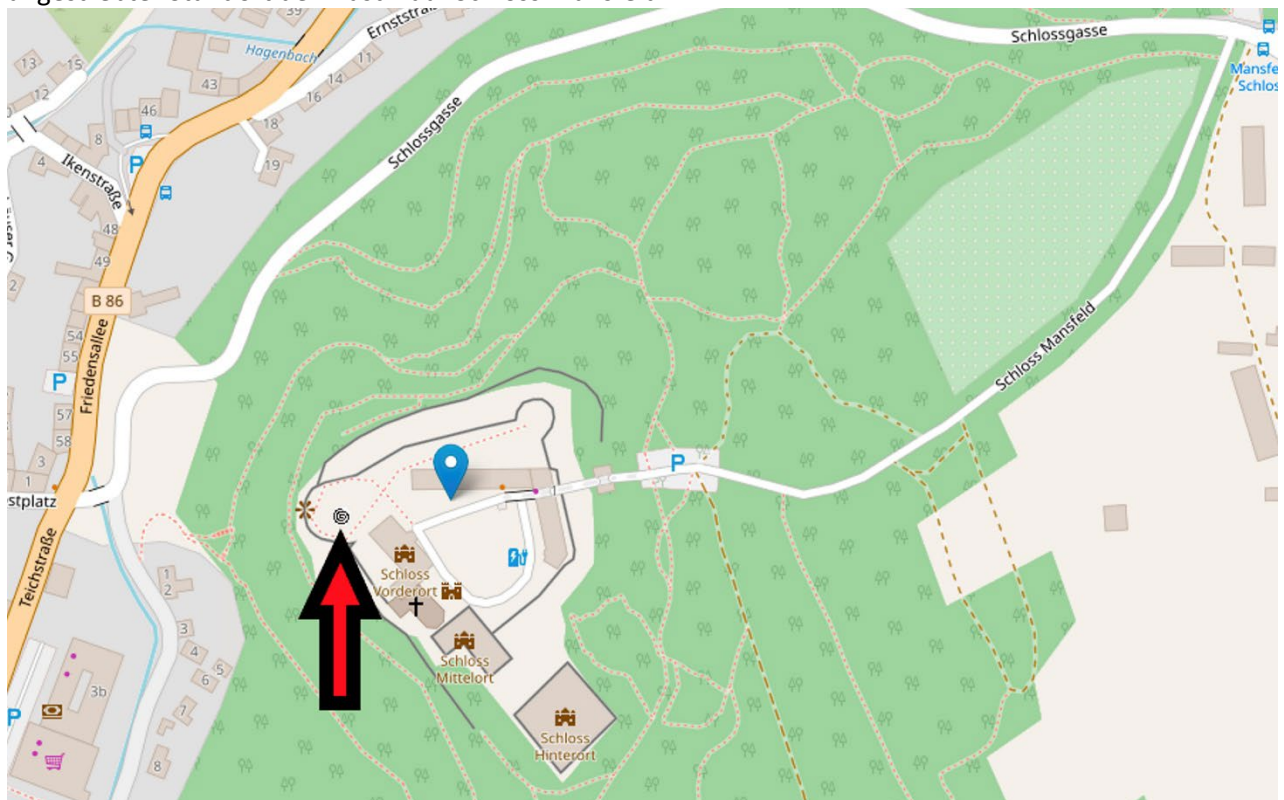 39
Ernststraß
Hagenbach
13
15
11
43
14
12
16
46
18
8
P
4
Ikenstraße
19
Schlossgasse
Schlossgasse
Mansfe
Schlos
48
49
2
B 86
54
55
P
Friedensallee
57
58
3
1
stplatz
Schloss Mansfeld
P
Schloss
Vorderort
Schloss
Mittelort
Schloss
Hinterort
Teichstraße
1
2
3
4
5
6
7
8
3b
P